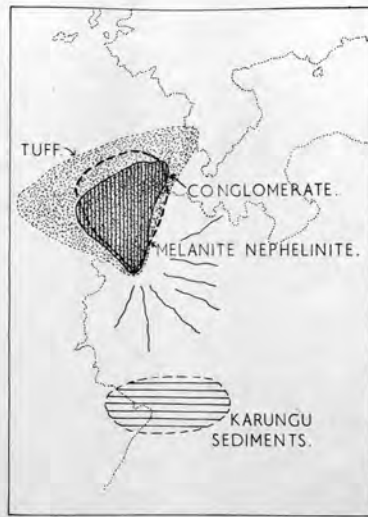 TUFF
CONGLOMERATE.
MELANITE NEPHELINITE.
KARUNGU
SEDIMENTS.